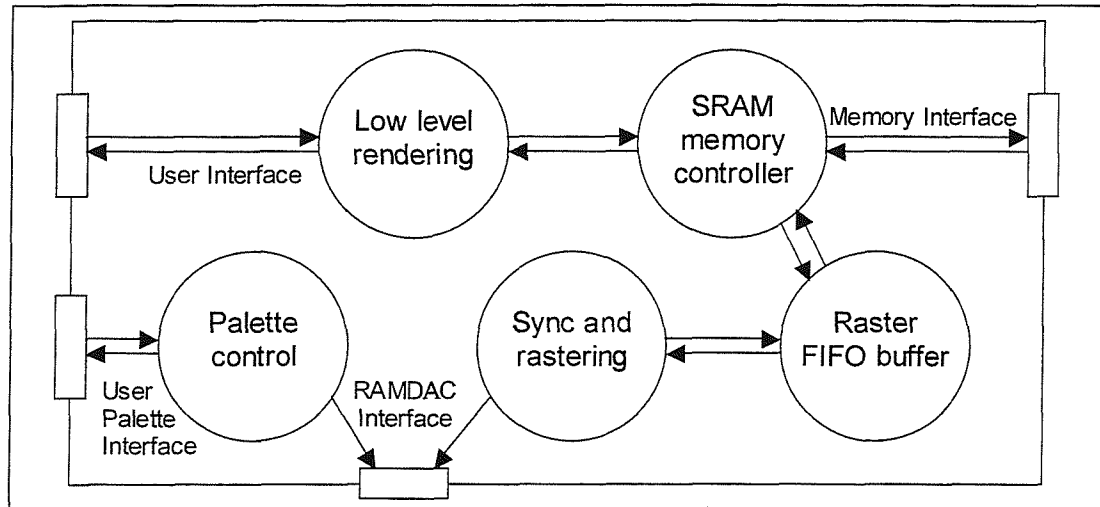 Low level
rendering
SRAM
memory
controller
Memory Interface
User Interface
Palette
control
Sync and
rastering
Raster
FIFO buffer
User
Palette
Interface
RAMDAC
Interface